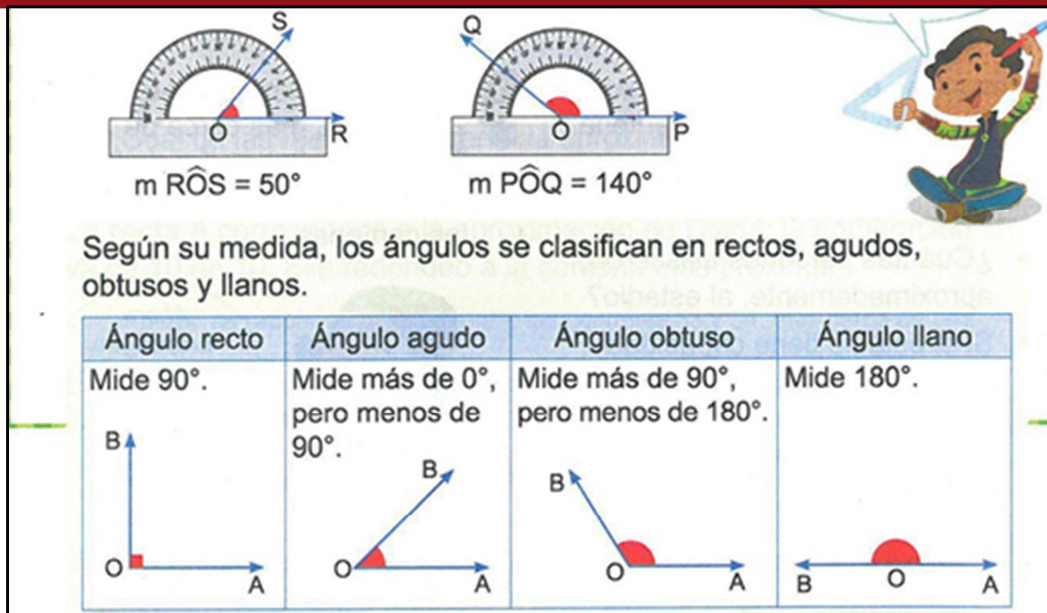 S
Q
O
R
O
P
m RÔS = 50°
m PÔQ = 140°
Según su medida, los ángulos se clasifican en rectos, agudos,
obtusos y llanos.
Ángulo recto
Ángulo agudo
Ángulo obtuso
Ángulo llano
Mide 90°.
Mide más de 0°,
pero menos de
90°.
Mide más de 90°,
pero menos de 180°.
Mide 180°.
B
O
A
B
O
A
B
O
A
B
O
A